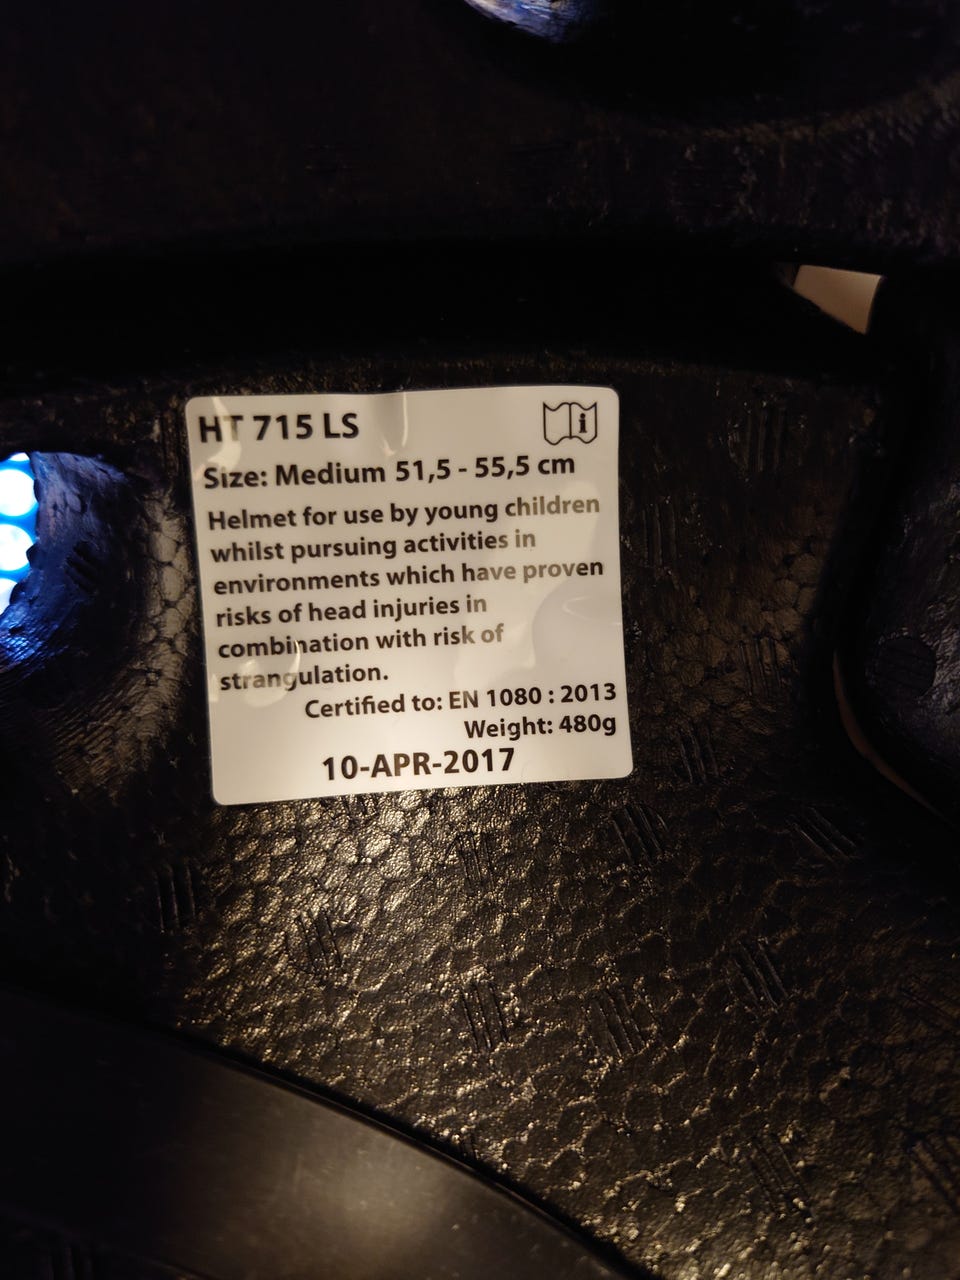 HT 715 LS
Size: Medium 51,5 - 55,5 cm
Helmet for use by young children
whilst pursuing activities in
environments which have proven
risks of head injuries in
combination with risk of
strangulation.
Certified to: EN 1080 : 2013
Weight: 480g
10-APR-2017